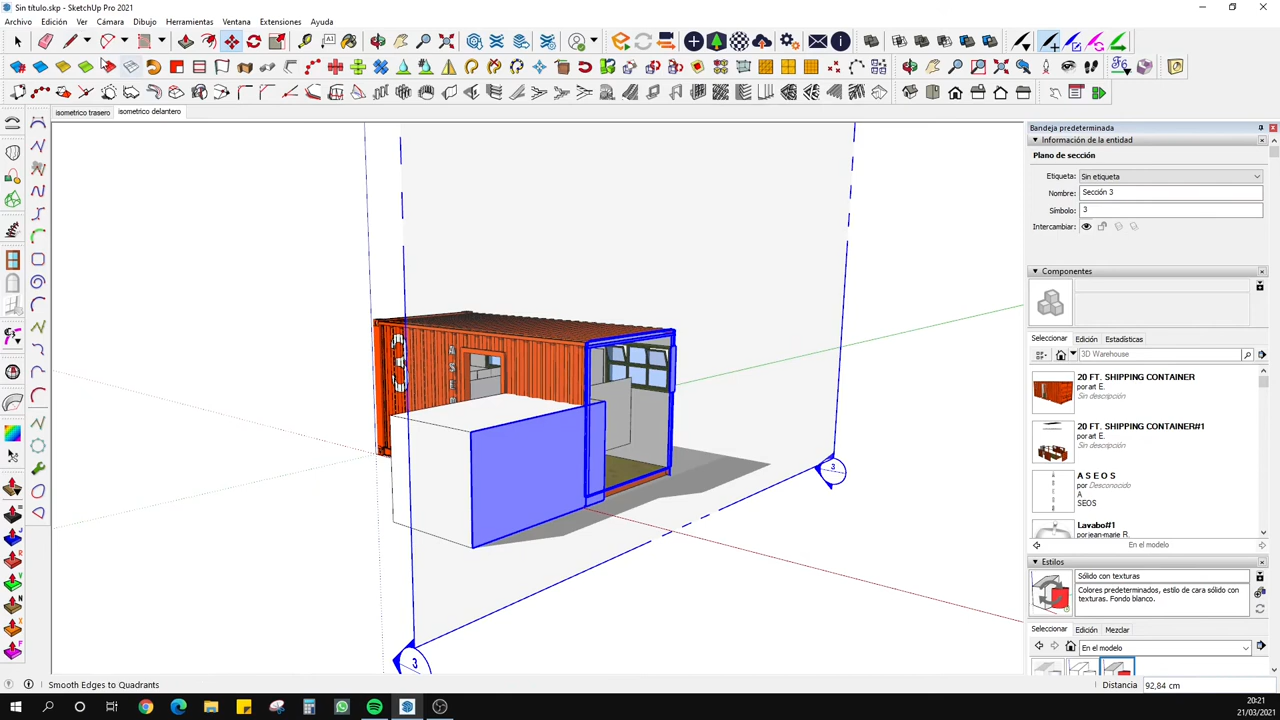 Sin título.skp - SketchUp Pro 2021
Archivo Edición Ver Cámara Dibujo Herramientas Ventana Extensiones Ayuda
isometrico trasero
isometrico delantero
Bandeja predeterminada
Información de la entidad
Plano de sección
Etiqueta: Sin etiqueta
Nombre: Sección 3
Símbolo: 3
Intercambiar:
Componentes
Seleccionar Edición Estadísticas
3D Warehouse
20 FT. SHIPPING CONTAINER
por art E.
Sin descripción
20 FT. SHIPPING CONTAINER#1
por art E.
Sin descripción
A S E O S
por Desconocido
A
SEOS
Lavabo#1
por jean-marie R.
En el modelo
Estilos
Sólido con texturas
Colores predeterminados, estilo de cara sólido con
texturas. Fondo blanco.
Seleccionar Edición Mezclar
En el modelo
A
S
E
3
3
Smooth Edges to Quadrants
Distancia 92,84 cm
20:21
21/03/2021